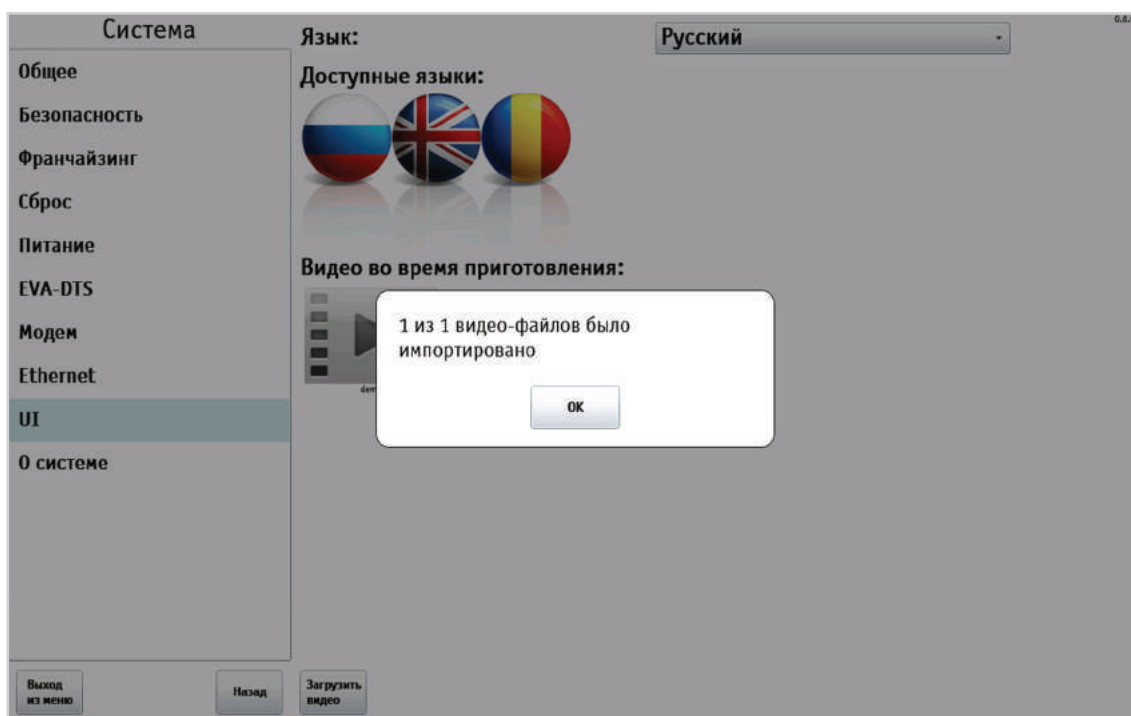 Система
Общее
Безопасность
Франчайзинг
Сброс
Питание
EVA-DTS
Модем
Ethernet
UI
О системе
Язык:
Русский
Доступные языки:
Видео во время приготовления:
1 из 1 видео-файлов было
импортировано
OK
Выход
из меню
Назад
Загрузить
видео